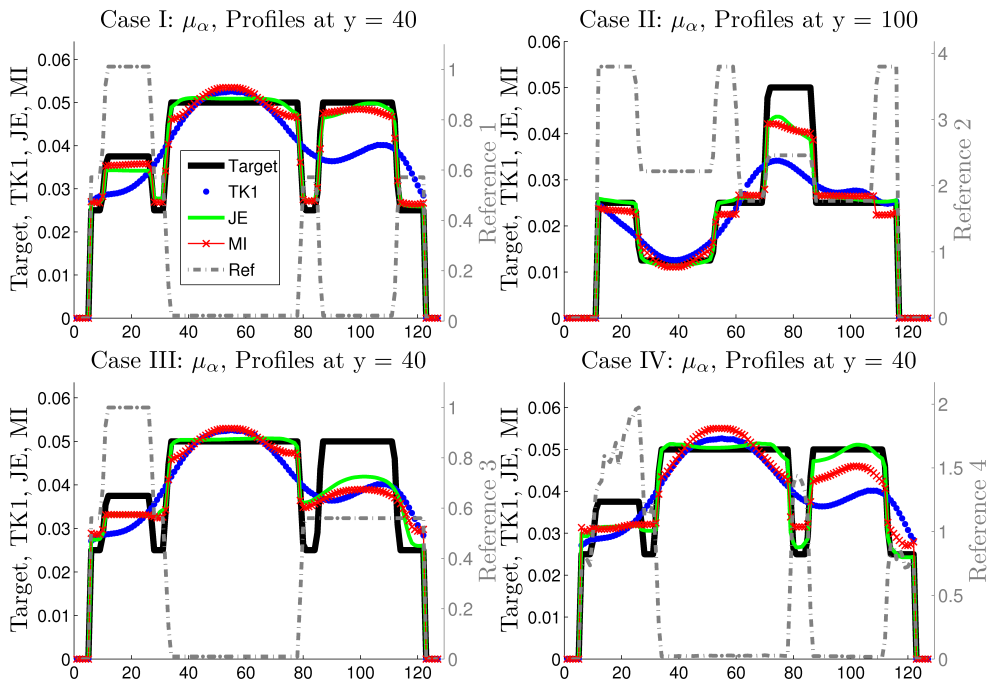 Case I: μα, Profiles at y = 40
Target, TK1, JE, MI
0.06
0.05
0.04
0.03
0.02
0.01
0
0 20 40 60 80 100 120
1
0.8
0.6
0.4
0.2
0
Reference 1
Target
TK1
JE
MI
Ref
Case II: μα, Profiles at y = 100
Target, TK1, JE, MI
0.06
0.05
0.04
0.03
0.02
0.01
0
0 20 40 60 80 100 120
4
3
2
1
0
Reference 2
Case III: μα, Profiles at y = 40
Target, TK1, JE, MI
0.06
0.05
0.04
0.03
0.02
0.01
0
0 20 40 60 80 100 120
1
0.8
0.6
0.4
0.2
0
Reference 3
Case IV: μα, Profiles at y = 40
Target, TK1, JE, MI
0.06
0.05
0.04
0.03
0.02
0.01
0
0 20 40 60 80 100 120
2
1.5
1
0.5
0
Reference 4